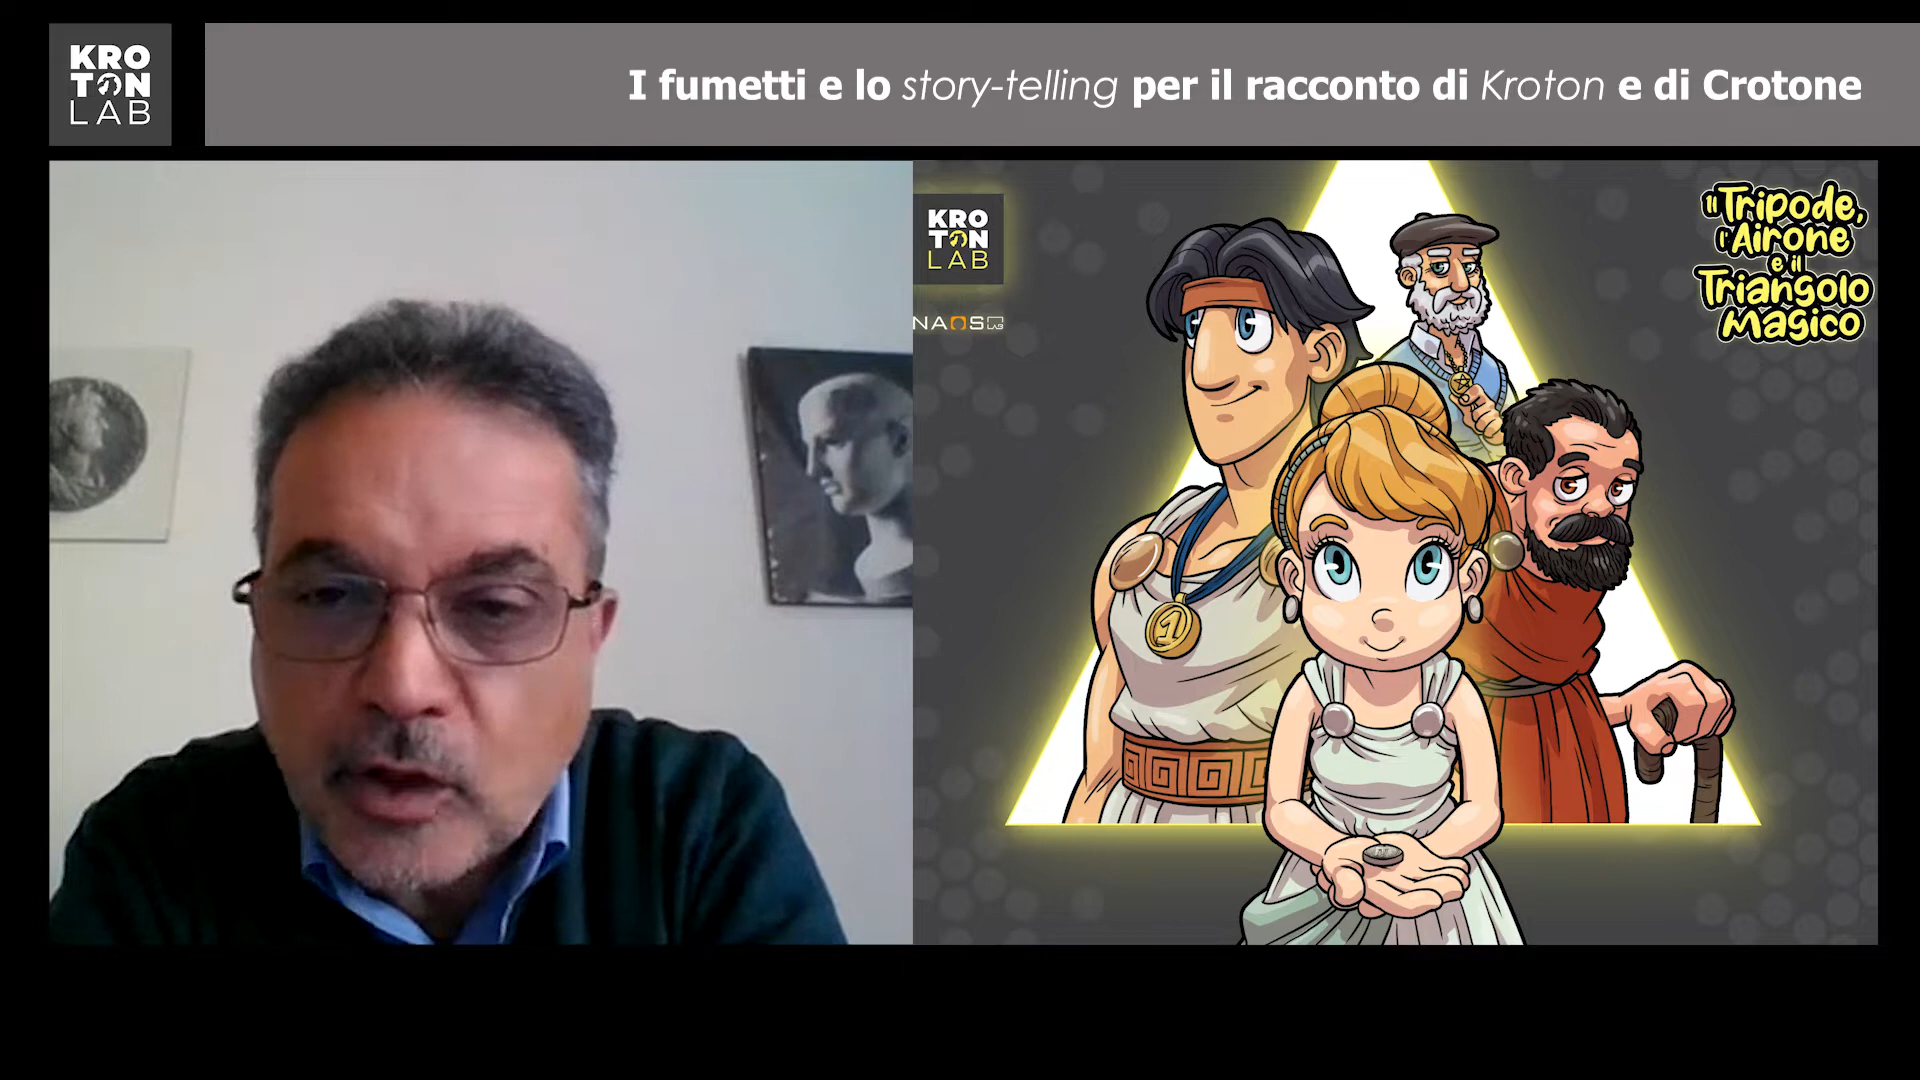 KRO
TON
LAB
I fumetti e lo story-telling per il racconto di Kroton e di Crotone
KRO
TON
LAB
NAOS
il Tripode,
l'Airone
e il
Triangolo
Magico
1